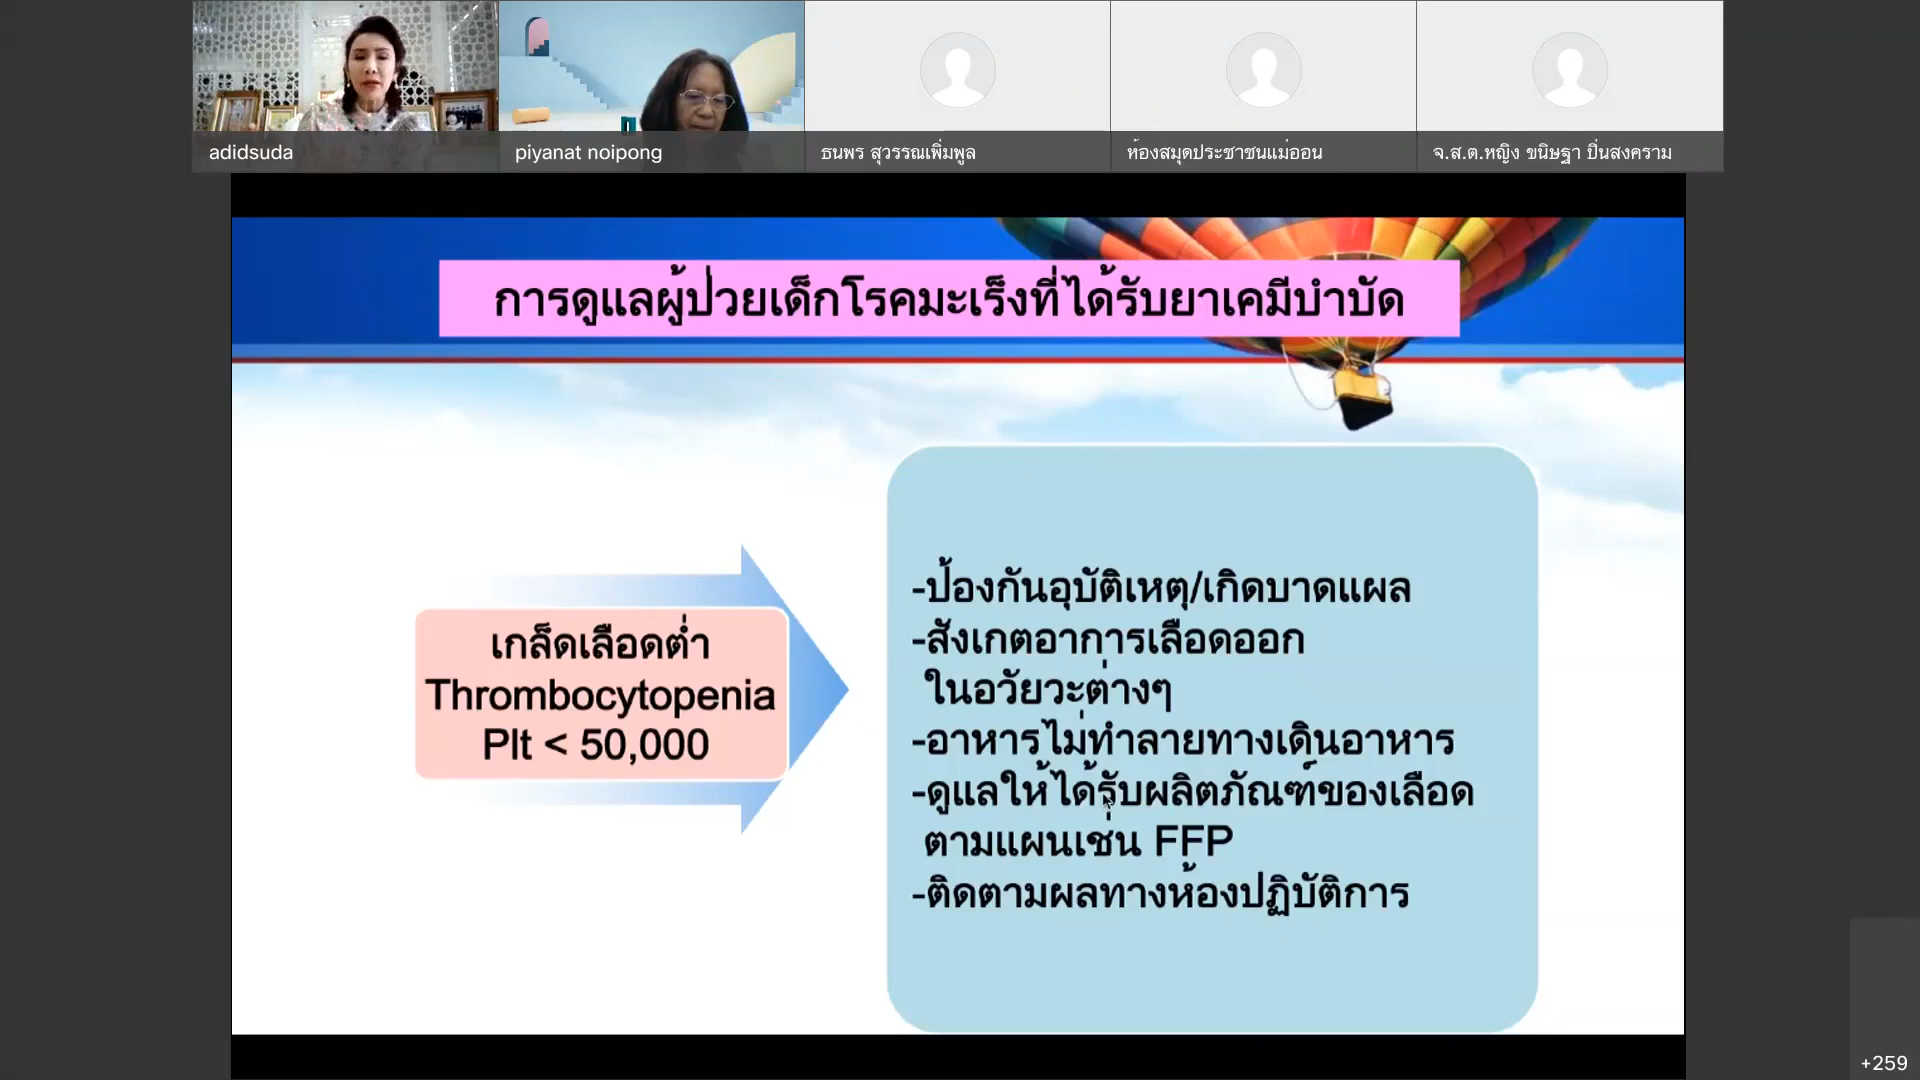 adidsuda
piyanat noipong
ธนพร สุวรรณเพิ่มพูล
ห้องสมุดประชาชนแม่ออน
จ.ส.ต.หญิง ขนิษฐา ปิ่นสงคราม
การดูแลผู้ป่วยเด็กโรคมะเร็งที่ได้รับยาเคมีบำบัด
เกล็ดเลือดต่ำ
Thrombocytopenia
Plt < 50,000
-ป้องกันอุบัติเหตุ/เกิดบาดแผล
-สังเกตอาการเลือดออก
ในอวัยวะต่างๆ
-อาหารไม่ทำลายทางเดินอาหาร
-ดูแลให้ได้รับผลิตภัณฑ์ของเลือด
ตามแผนเช่น FFP
-ติดตามผลทางห้องปฏิบัติการ
+259